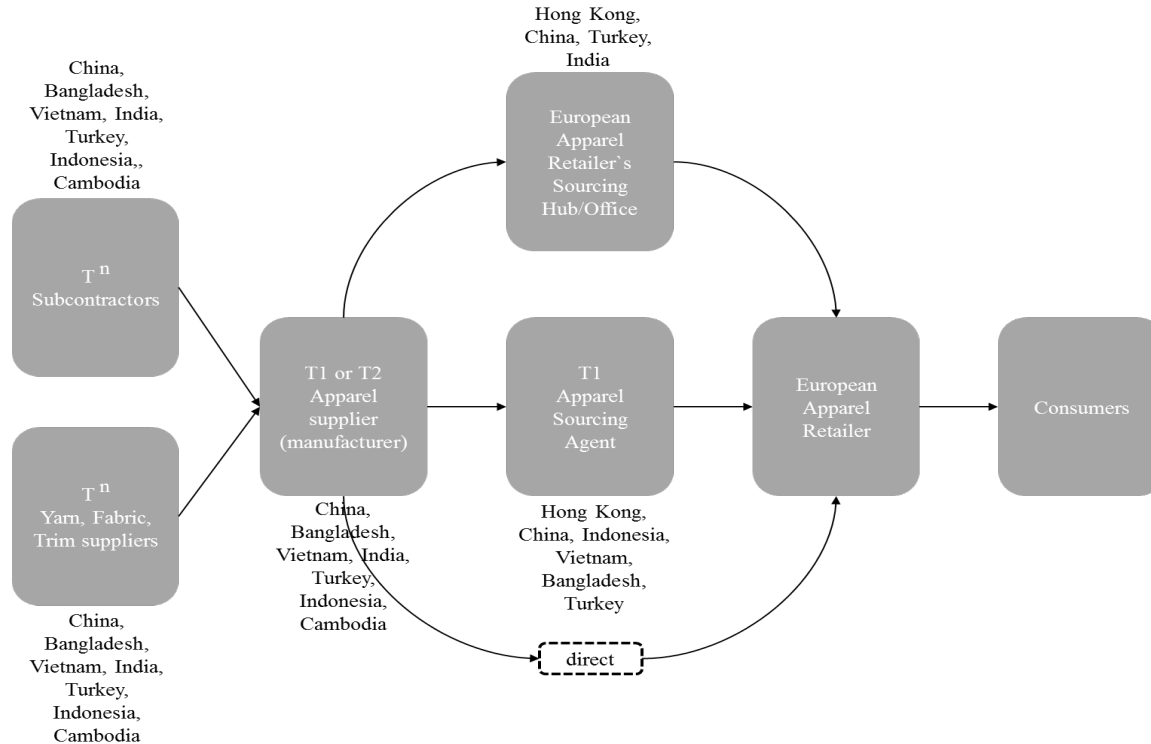 China,
Bangladesh,
Vietnam, India,
Turkey,
Indonesia,,
Cambodia
T n
Subcontractors
T n
Yarn, Fabric,
Trim suppliers
China,
Bangladesh,
Vietnam, India,
Turkey,
Indonesia,
Cambodia
T1 or T2
Apparel
supplier
(manufacturer)
China,
Bangladesh,
Vietnam, India,
Turkey,
Indonesia,
Cambodia
Hong Kong,
China, Turkey,
India
European
Apparel
Retailer`s
Sourcing
Hub/Office
T1
Apparel
Sourcing
Agent
Hong Kong,
China, Indonesia,
Vietnam,
Bangladesh,
Turkey
direct
European
Apparel
Retailer
Consumers